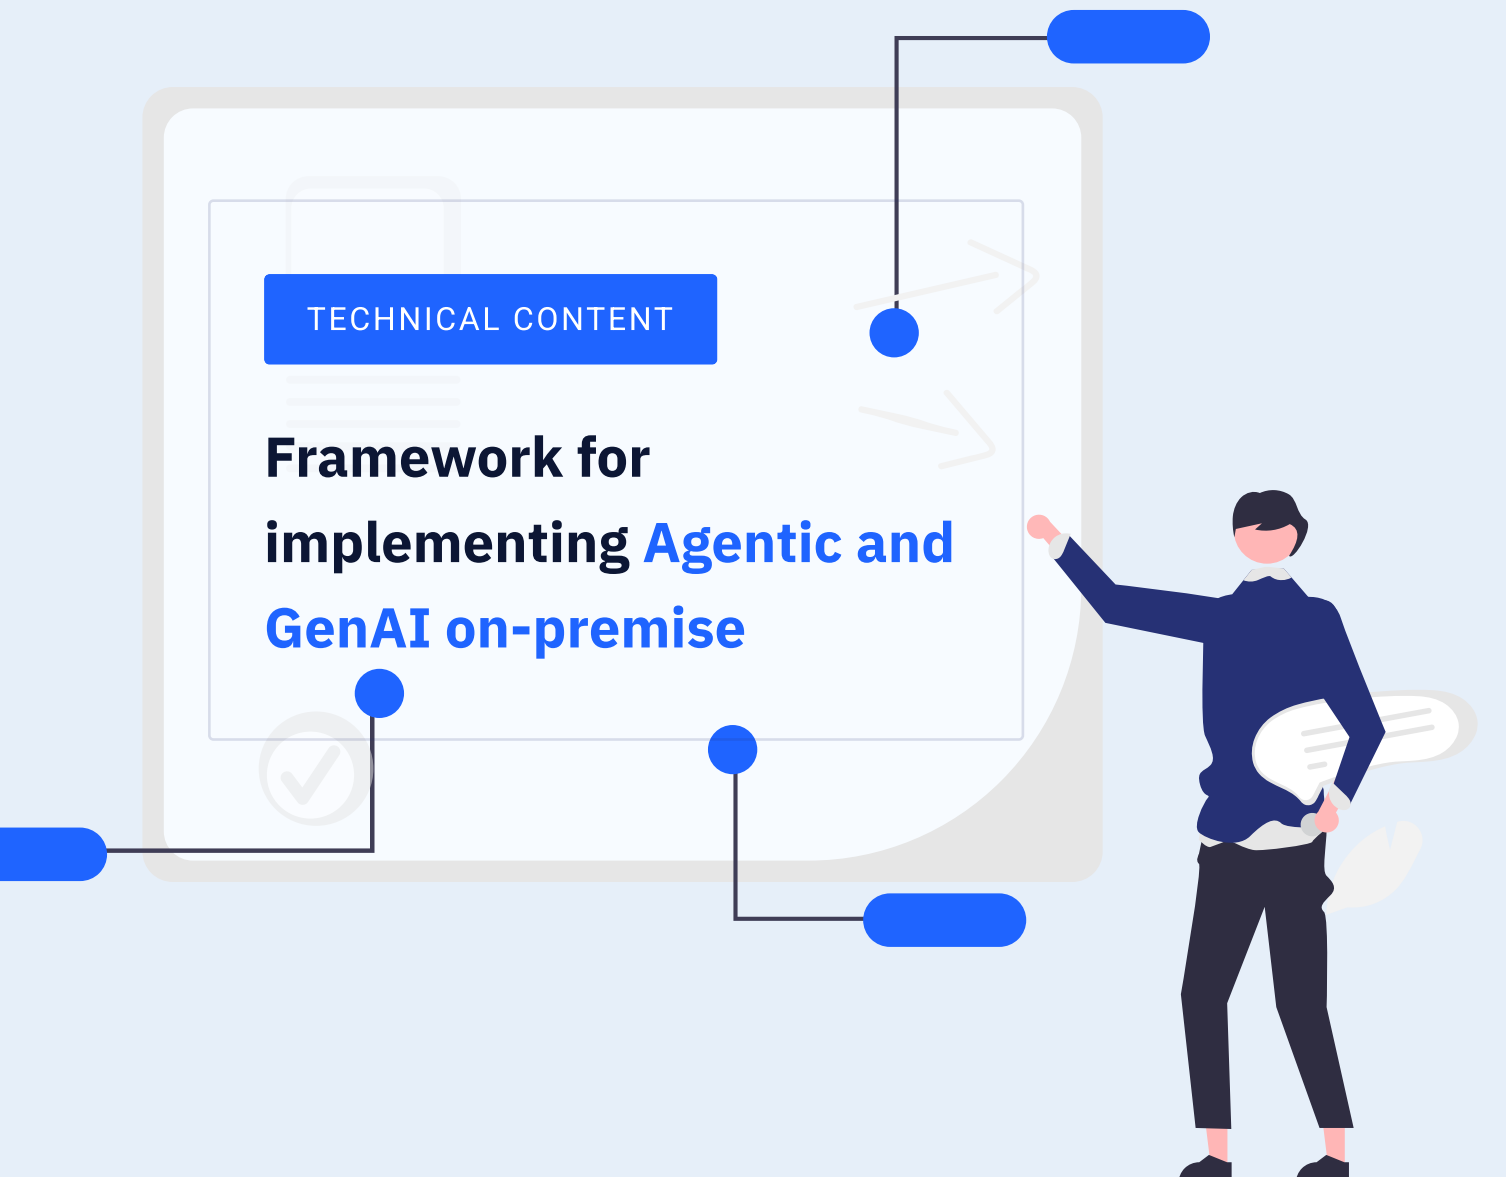 TECHNICAL CONTENT
Framework for
implementing Agentic and
GenAI on-premise